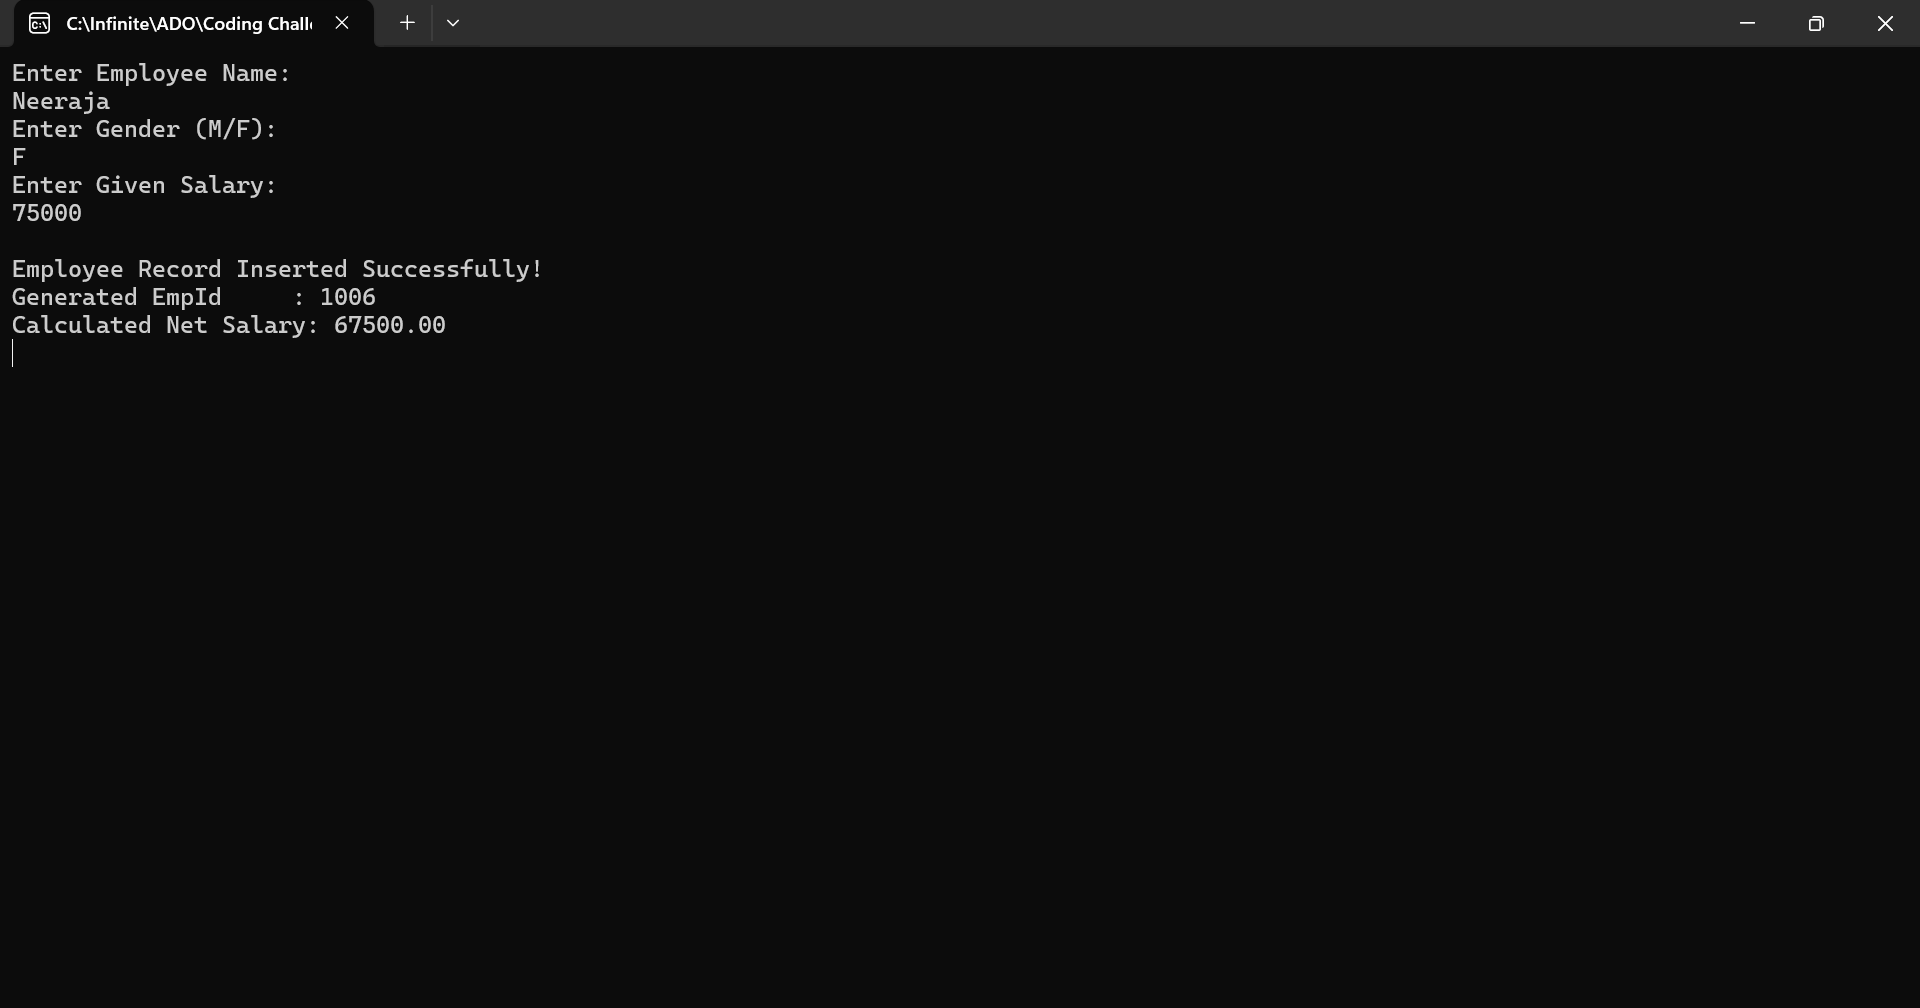 C:\Infinite\ADO\Coding Chall
Enter Employee Name:
Neeraja
Enter Gender (M/F):
F
Enter Given Salary:
75000
Employee Record Inserted Successfully!
Generated EmpId     : 1006
Calculated Net Salary: 67500.00